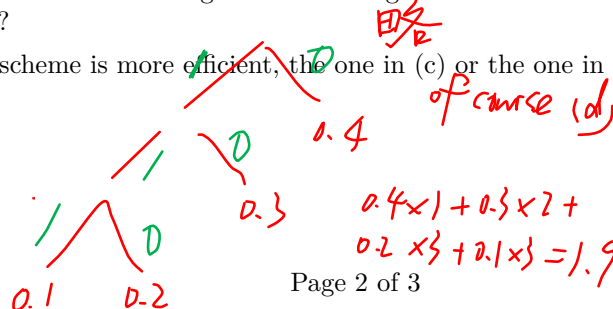 ?
略
scheme is more efficient, the one in (c) or the one in
of course (d)
1 0
1 0 0.4
1 0 0.3
0.1 0.2
0.4×1+0.3×2+
0.2×3+0.1×3=1.9
Page 2 of 3